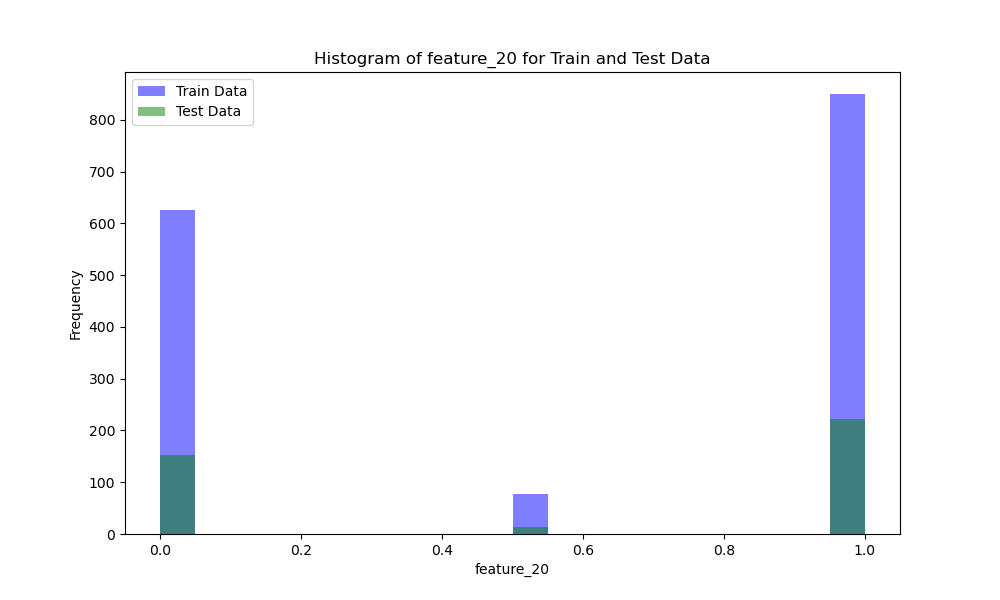 Histogram of feature_20 for Train and Test Data
Train Data
Test Data
800
700
600
500
400
300
200
100
0
Frequency
0.0 0.2 0.4 0.6 0.8 1.0
feature_20